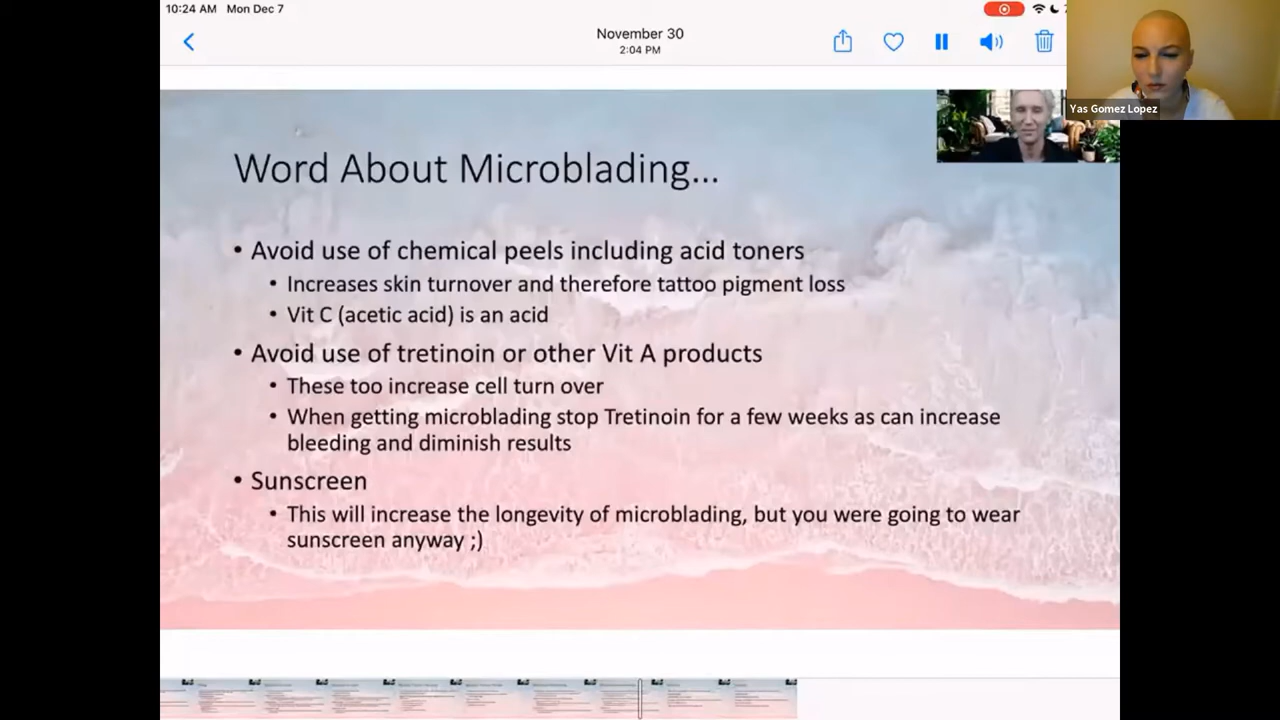 10:24 AM Mon Dec 7
November 30
2:04 PM
Yas Gomez Lopez
Word About Microblading...
• Avoid use of chemical peels including acid toners
• Increases skin turnover and therefore tattoo pigment loss
• Vit C (acetic acid) is an acid
• Avoid use of tretinoin or other Vit A products
• These too increase cell turn over
• When getting microblading stop Tretinoin for a few weeks as can increase
bleeding and diminish results
• Sunscreen
• This will increase the longevity of microblading, but you were going to wear
sunscreen anyway ;)